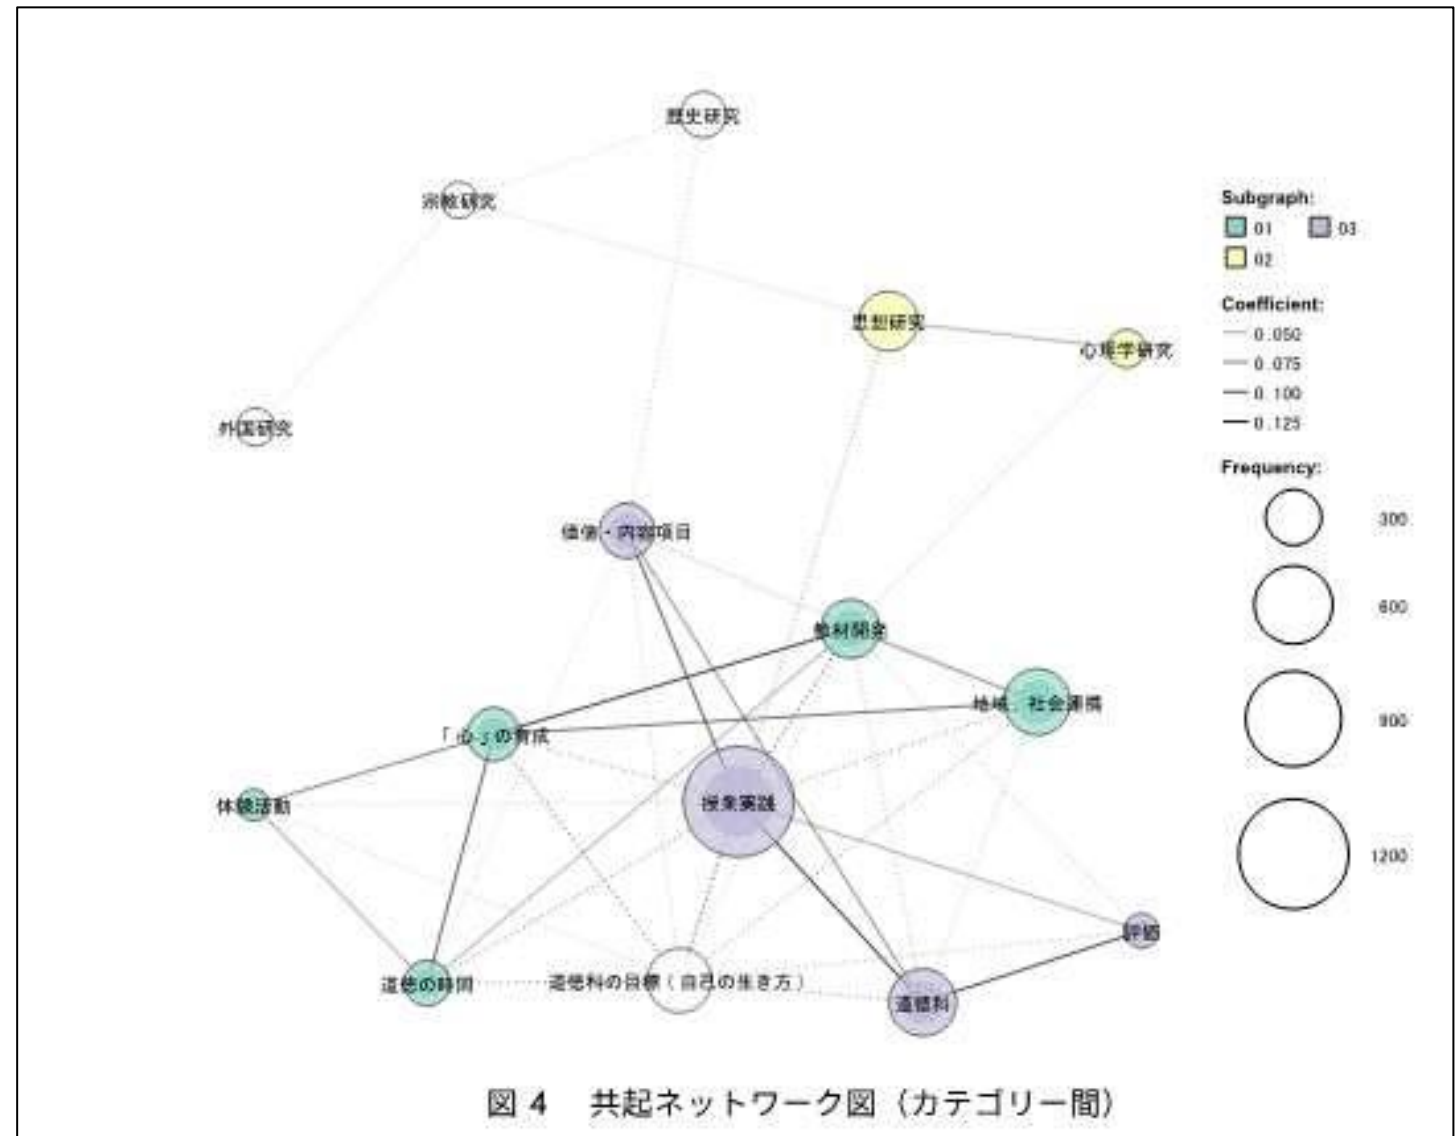 歴史研究
宗教研究
思想研究
心理学研究
外国研究
価値・内容項目
教材開発
地域、社会連携
「心」の育成
体験活動
授業実践
評価
道徳の時間
道徳科の目標（自己の生き方）
道徳科
Subgraph:
01 03
02
Coefficient:
0.050
0.075
0.100
0.125
Frequency:
300
600
900
1200
図 4 共起ネットワーク図（カテゴリー間）